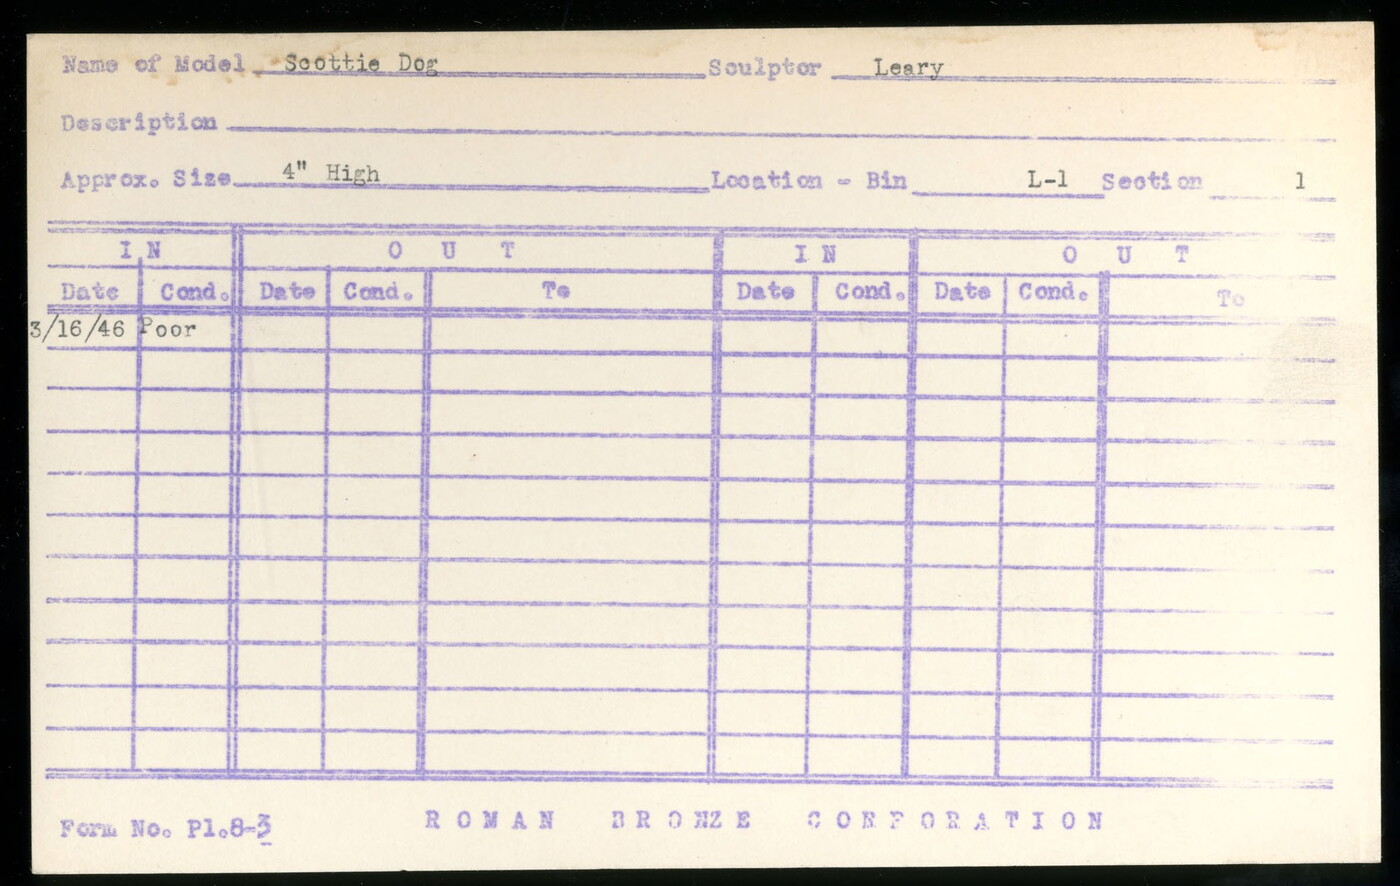 Name of Model Scottie Dog Sculptor Leary
Description
Approx. Size 4" High Location - Bin L-1 Section 1
IN OUT IN OUT
Date Cond. Date Cond. To Date Cond. Date Cond. To
3/16/46 Poor
Form No. Pl.8-3 ROMAN BRONZE CORPORATION